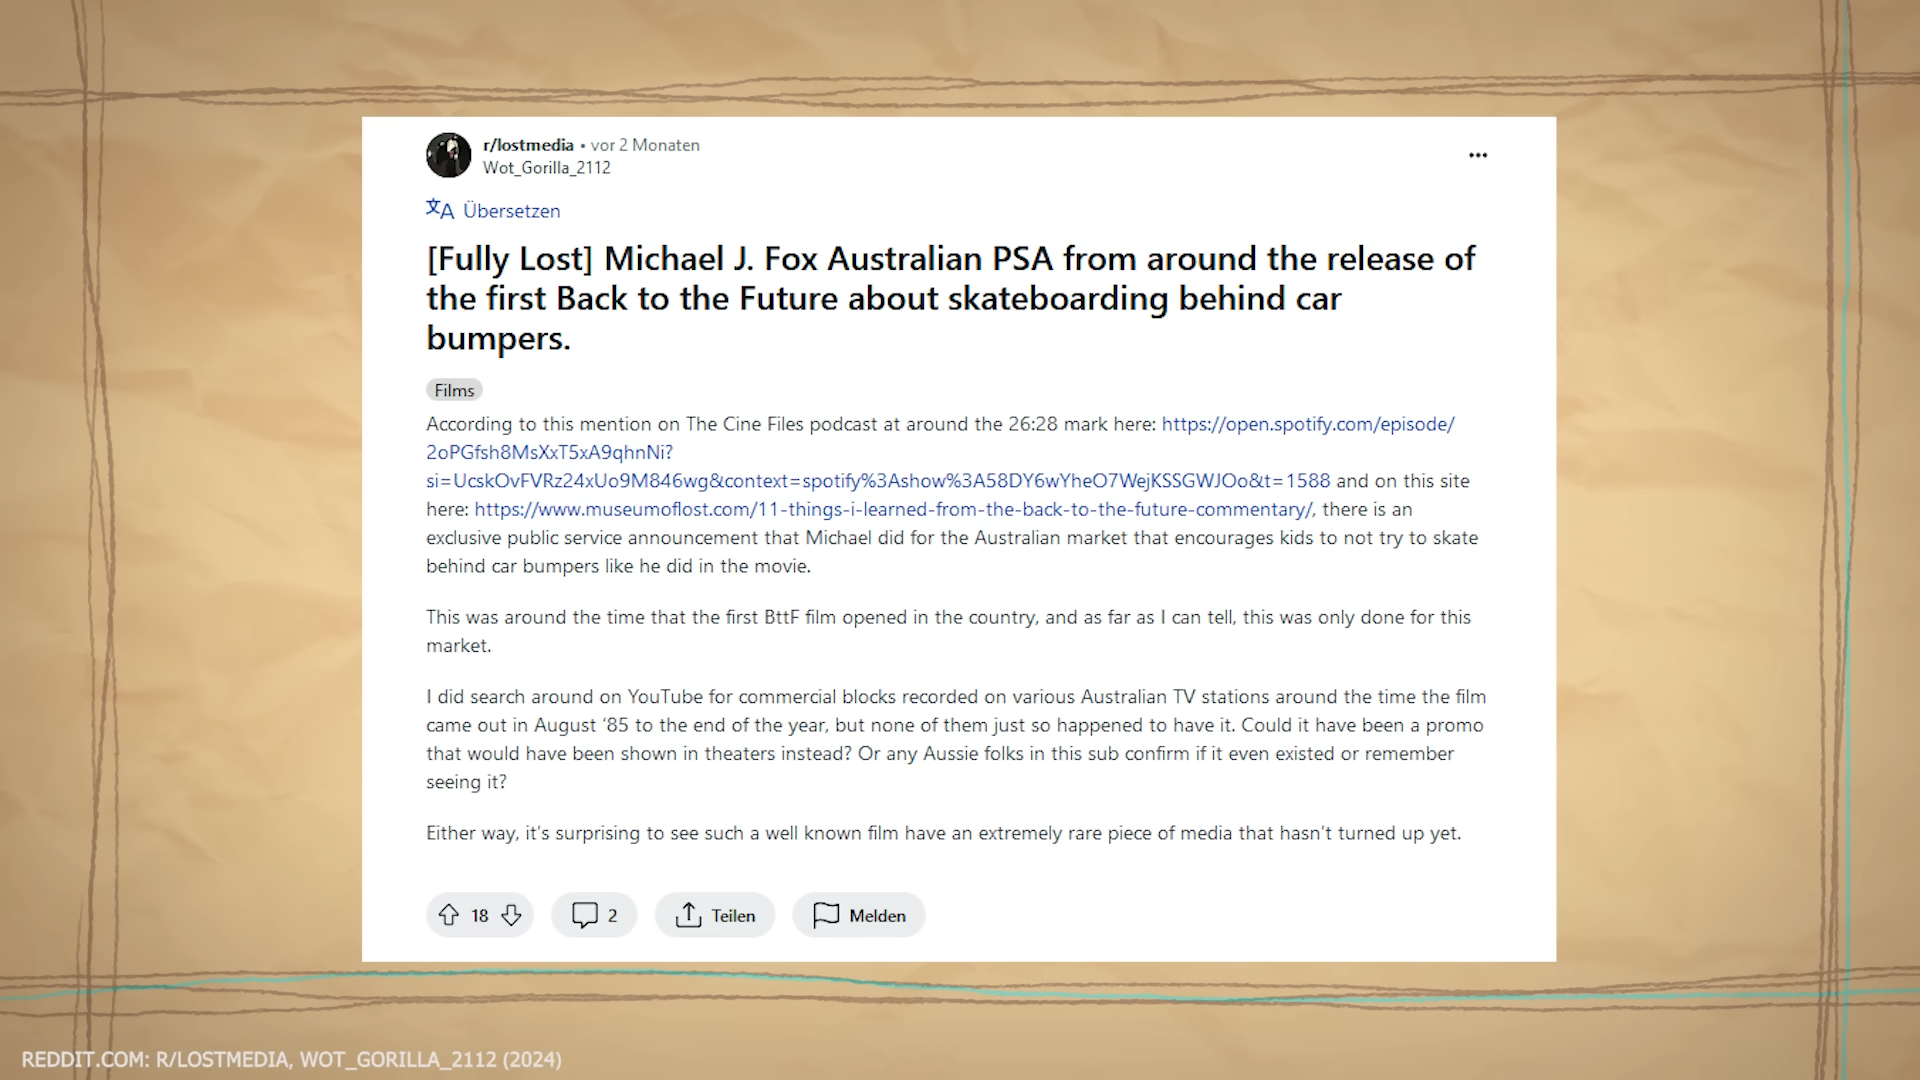 r/lostmedia • vor 2 Monaten
Wot_Gorilla_2112
Übersetzen
[Fully Lost] Michael J. Fox Australian PSA from around the release of
the first Back to the Future about skateboarding behind car
bumpers.
Films
According to this mention on The Cine Files podcast at around the 26:28 mark here: https://open.spotify.com/episode/
2oPGfsh8MsXxT5xA9qhnNi?
si=UcskOvFVRz24xUo9M846wg&context=spotify%3Ashow%3A58DY6wYheO7WejKSSGWJOo&t=1588 and on this site
here: https://www.museumoflost.com/11-things-i-learned-from-the-back-to-the-future-commentary/, there is an
exclusive public service announcement that Michael did for the Australian market that encourages kids to not try to skate
behind car bumpers like he did in the movie.
This was around the time that the first BttF film opened in the country, and as far as I can tell, this was only done for this
market.
I did search around on YouTube for commercial blocks recorded on various Australian TV stations around the time the film
came out in August ‘85 to the end of the year, but none of them just so happened to have it. Could it have been a promo
that would have been shown in theaters instead? Or any Aussie folks in this sub confirm if it even existed or remember
seeing it?
Either way, it’s surprising to see such a well known film have an extremely rare piece of media that hasn’t turned up yet.
18
2
Teilen
Melden
REDDIT.COM: R/LOSTMEDIA, WOT_GORILLA_2112 (2024)